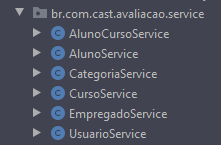 br.com.cast.avaliacao.service
AlunoCursoService
AlunoService
CategoriaService
CursoService
EmpregadoService
UsuarioService